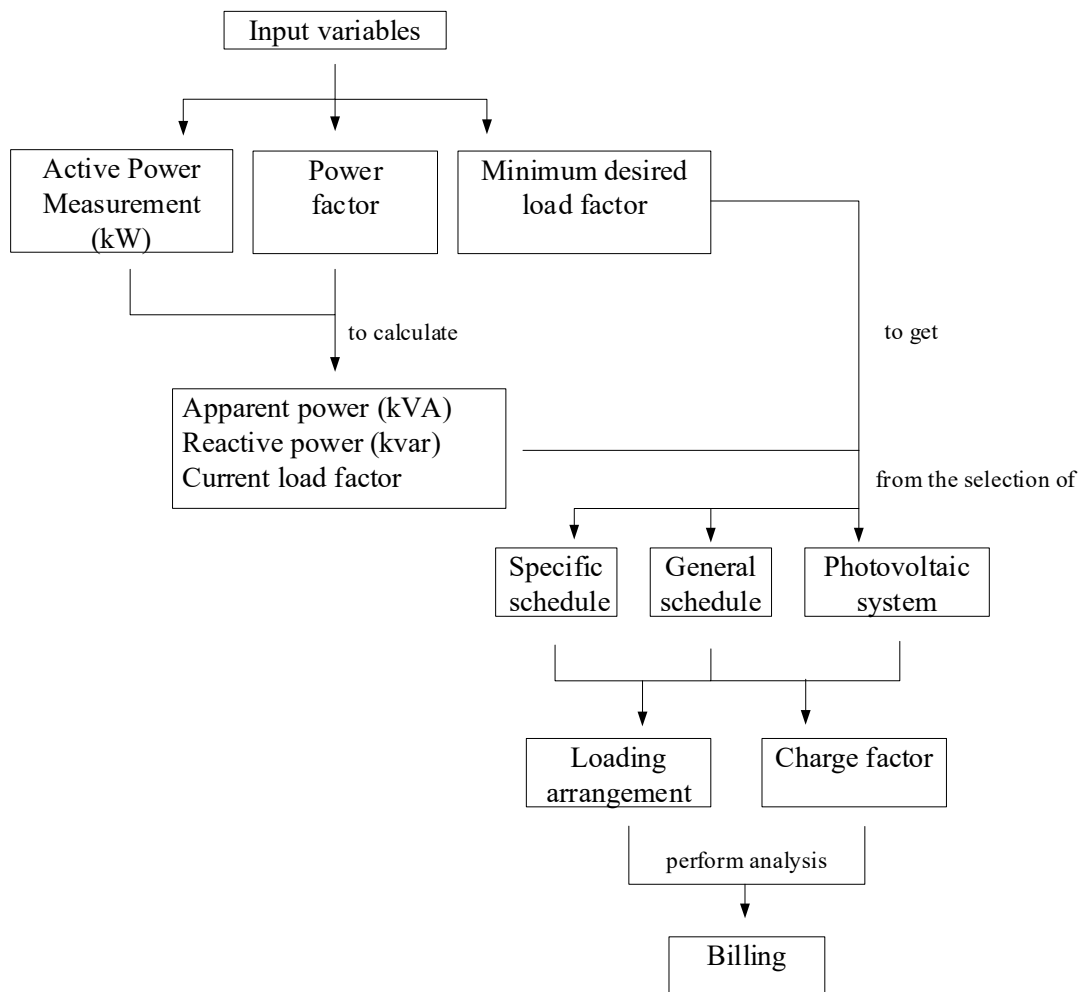 Input variables
Active Power
Measurement
(kW)
Power
factor
Minimum desired
load factor
to calculate
to get
Apparent power (kVA)
Reactive power (kvar)
Current load factor
from the selection of
Specific
schedule
General
schedule
Photovoltaic
system
Loading
arrangement
Charge factor
perform analysis
Billing